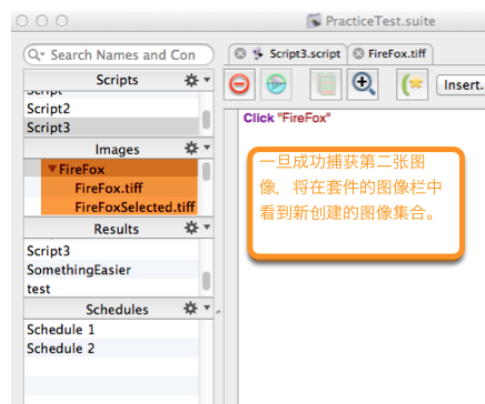 PracticeTest.suite
Search Names and Con
Script3.script
FireFox.tiff
Scripts
Insert..
Script
Script2
Script3
Click "FireFox"
Images
FireFox
FireFox.tiff
FireFoxSelected.tiff
一旦成功捕获第二张图
像，将在套件的图像栏中
看到新创建的图像集合。
Results
Script3
SomethingEasier
test
Schedules
Schedule 1
Schedule 2